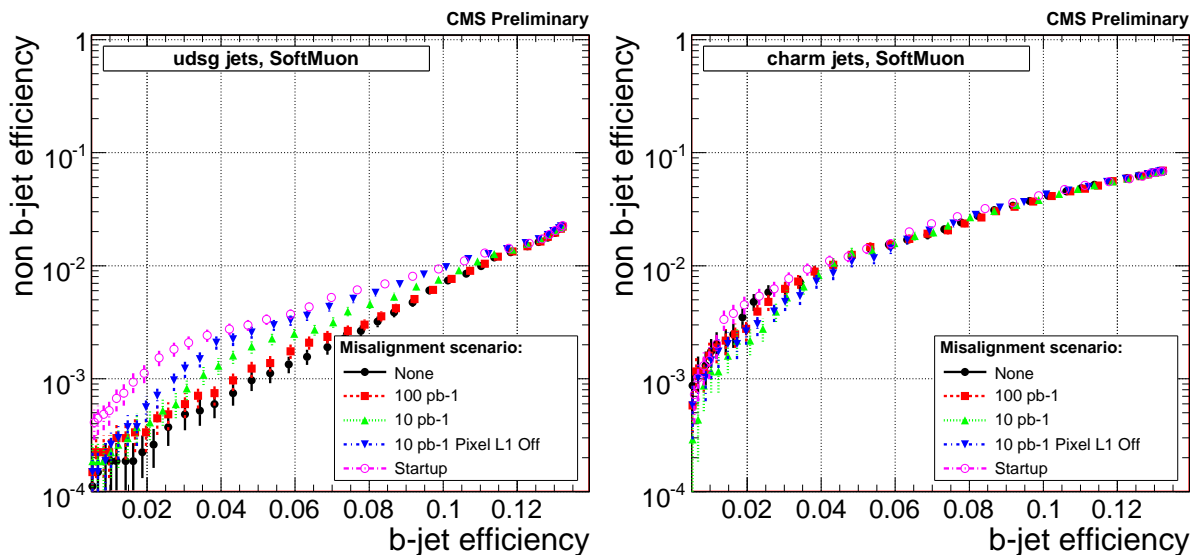 CMS Preliminary
udsg jets, SoftMuon
non b-jet efficiency
1
10-1
10-2
10-3
10-4
Misalignment scenario:
None
100 pb-1
10 pb-1
10 pb-1 Pixel L1 Off
Startup
0.02 0.04 0.06 0.08 0.1 0.12
b-jet efficiency
CMS Preliminary
charm jets, SoftMuon
non b-jet efficiency
1
10-1
10-2
10-3
10-4
Misalignment scenario:
None
100 pb-1
10 pb-1
10 pb-1 Pixel L1 Off
Startup
0.02 0.04 0.06 0.08 0.1 0.12
b-jet efficiency